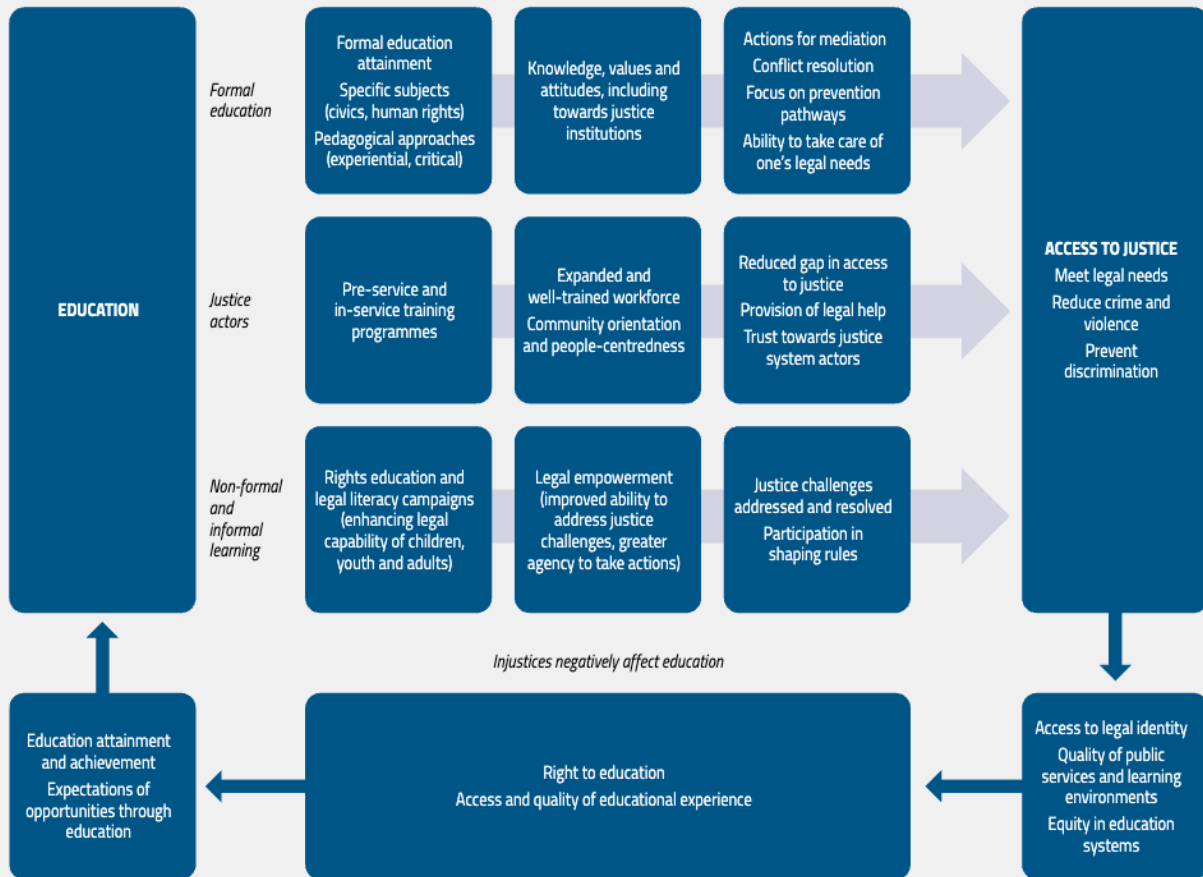 EDUCATION
Formal
education
Formal education
attainment
Specific subjects
(civics, human rights)
Pedagogical approaches
(experiential, critical)
Knowledge, values and
attitudes, including
towards justice
institutions
Actions for mediation
Conflict resolution
Focus on prevention
pathways
Ability to take care of
one's legal needs
Justice
actors
Pre-service and
in-service training
programmes
Expanded and
well-trained workforce
Community orientation
and people-centredness
Reduced gap in access
to justice
Provision of legal help
Trust towards justice
system actors
Non-formal
and
informal
learning
Rights education and
legal literacy campaigns
(enhancing legal
capability of children,
youth and adults)
Legal empowerment
(improved ability to
address justice
challenges, greater
agency to take actions)
Justice challenges
addressed and resolved
Participation in
shaping rules
ACCESS TO JUSTICE
Meet legal needs
Reduce crime and
violence
Prevent
discrimination
Injustices negatively affect education
Education attainment
and achievement
Expectations of
opportunities through
education
Right to education
Access and quality of educational experience
Access to legal identity
Quality of public
services and learning
environments
Equity in education
systems